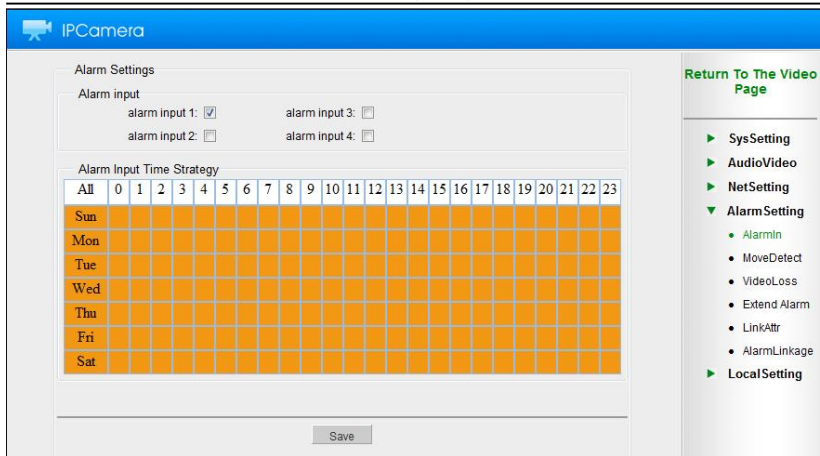 IPCamera
Alarm Settings
Alarm input
alarm input 1:
alarm input 3:
alarm input 2:
alarm input 4:
Alarm Input Time Strategy
All 0 1 2 3 4 5 6 7 8 9 10 11 12 13 14 15 16 17 18 19 20 21 22 23
Sun
Mon
Tue
Wed
Thu
Fri
Sat
Save
Return To The Video
Page
SysSetting
AudioVideo
NetSetting
AlarmSetting
AlarmIn
MoveDetect
VideoLoss
Extend Alarm
LinkAttr
AlarmLinkage
LocalSetting